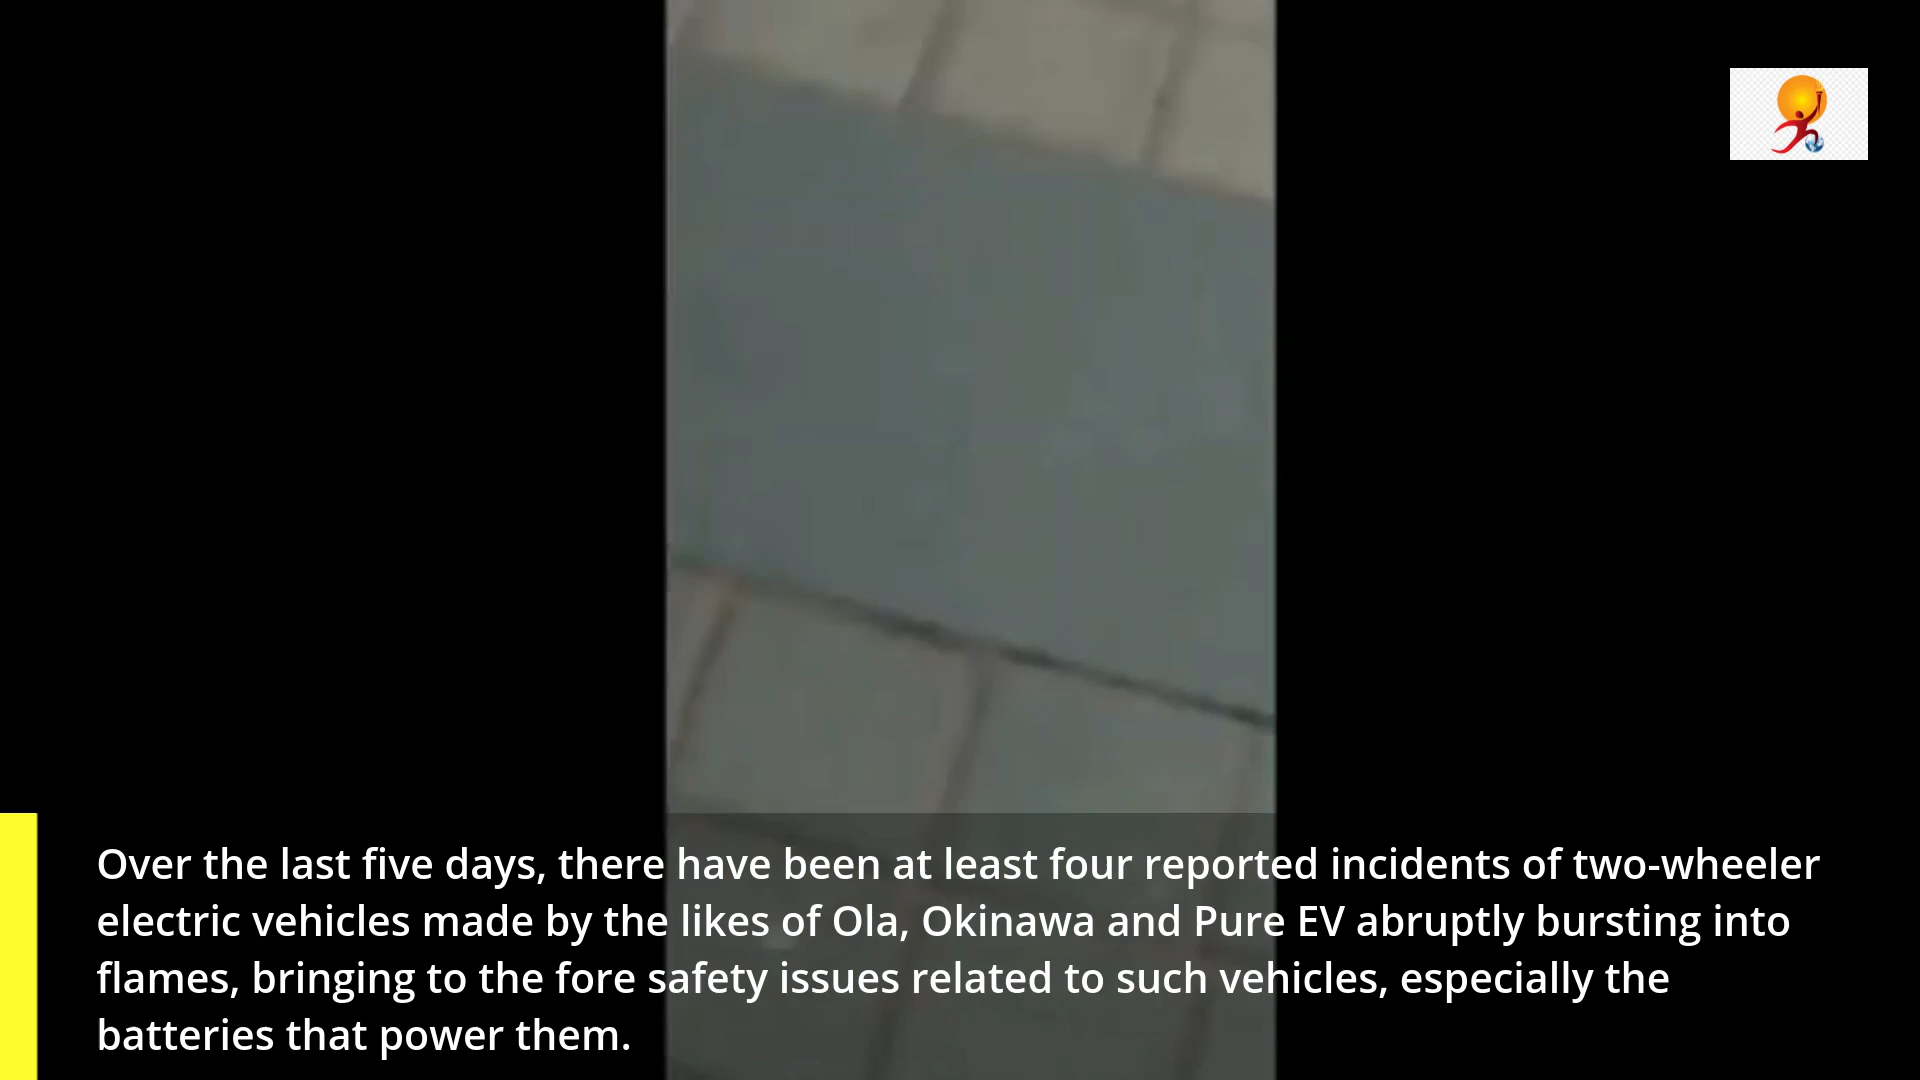 Over the last five days, there have been at least four reported incidents of two-wheeler
electric vehicles made by the likes of Ola, Okinawa and Pure EV abruptly bursting into
flames, bringing to the fore safety issues related to such vehicles, especially the
batteries that power them.